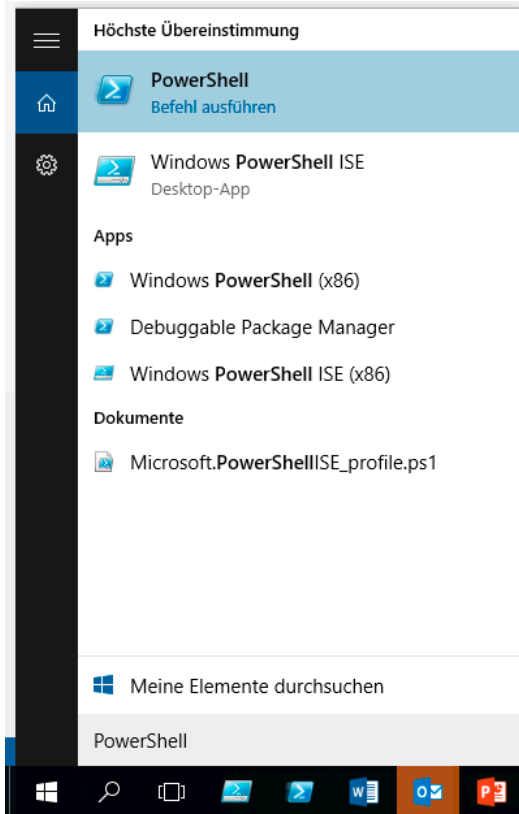 Höchste Übereinstimmung
PowerShell
Befehl ausführen
Windows PowerShell ISE
Desktop-App
Apps
Windows PowerShell (x86)
Debuggable Package Manager
Windows PowerShell ISE (x86)
Dokumente
Microsoft.PowerShellISE_profile.ps1
Meine Elemente durchsuchen
PowerShell